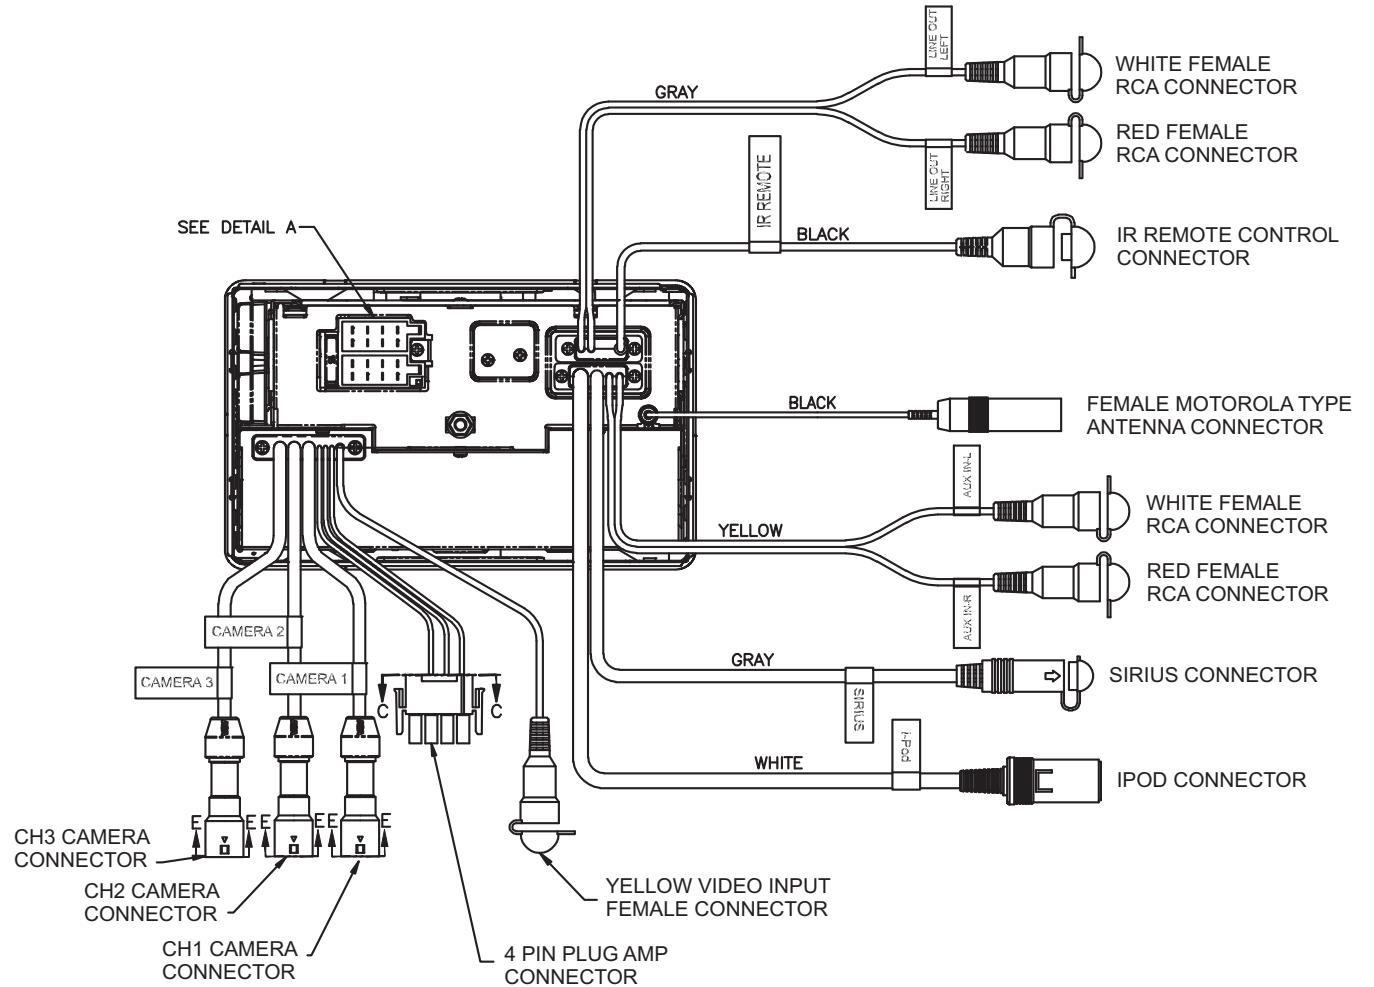 LINE OUT
LEFT
WHITE FEMALE
RCA CONNECTOR
GRAY
RED FEMALE
RCA CONNECTOR
LINE OUT
RIGHT
IR REMOTE
SEE DETAIL A
BLACK
IR REMOTE CONTROL
CONNECTOR
BLACK
FEMALE MOTOROLA TYPE
ANTENNA CONNECTOR
AUX IN-L
WHITE FEMALE
RCA CONNECTOR
YELLOW
RED FEMALE
RCA CONNECTOR
AUX IN-R
CAMERA 2
GRAY
SIRIUS CONNECTOR
CAMERA 3
CAMERA 1
C
C
SIRIUS
i-Pod
WHITE
IPOD CONNECTOR
E
E
E
E
E
E
CH3 CAMERA
CONNECTOR
CH2 CAMERA
CONNECTOR
YELLOW VIDEO INPUT
FEMALE CONNECTOR
CH1 CAMERA
CONNECTOR
4 PIN PLUG AMP
CONNECTOR